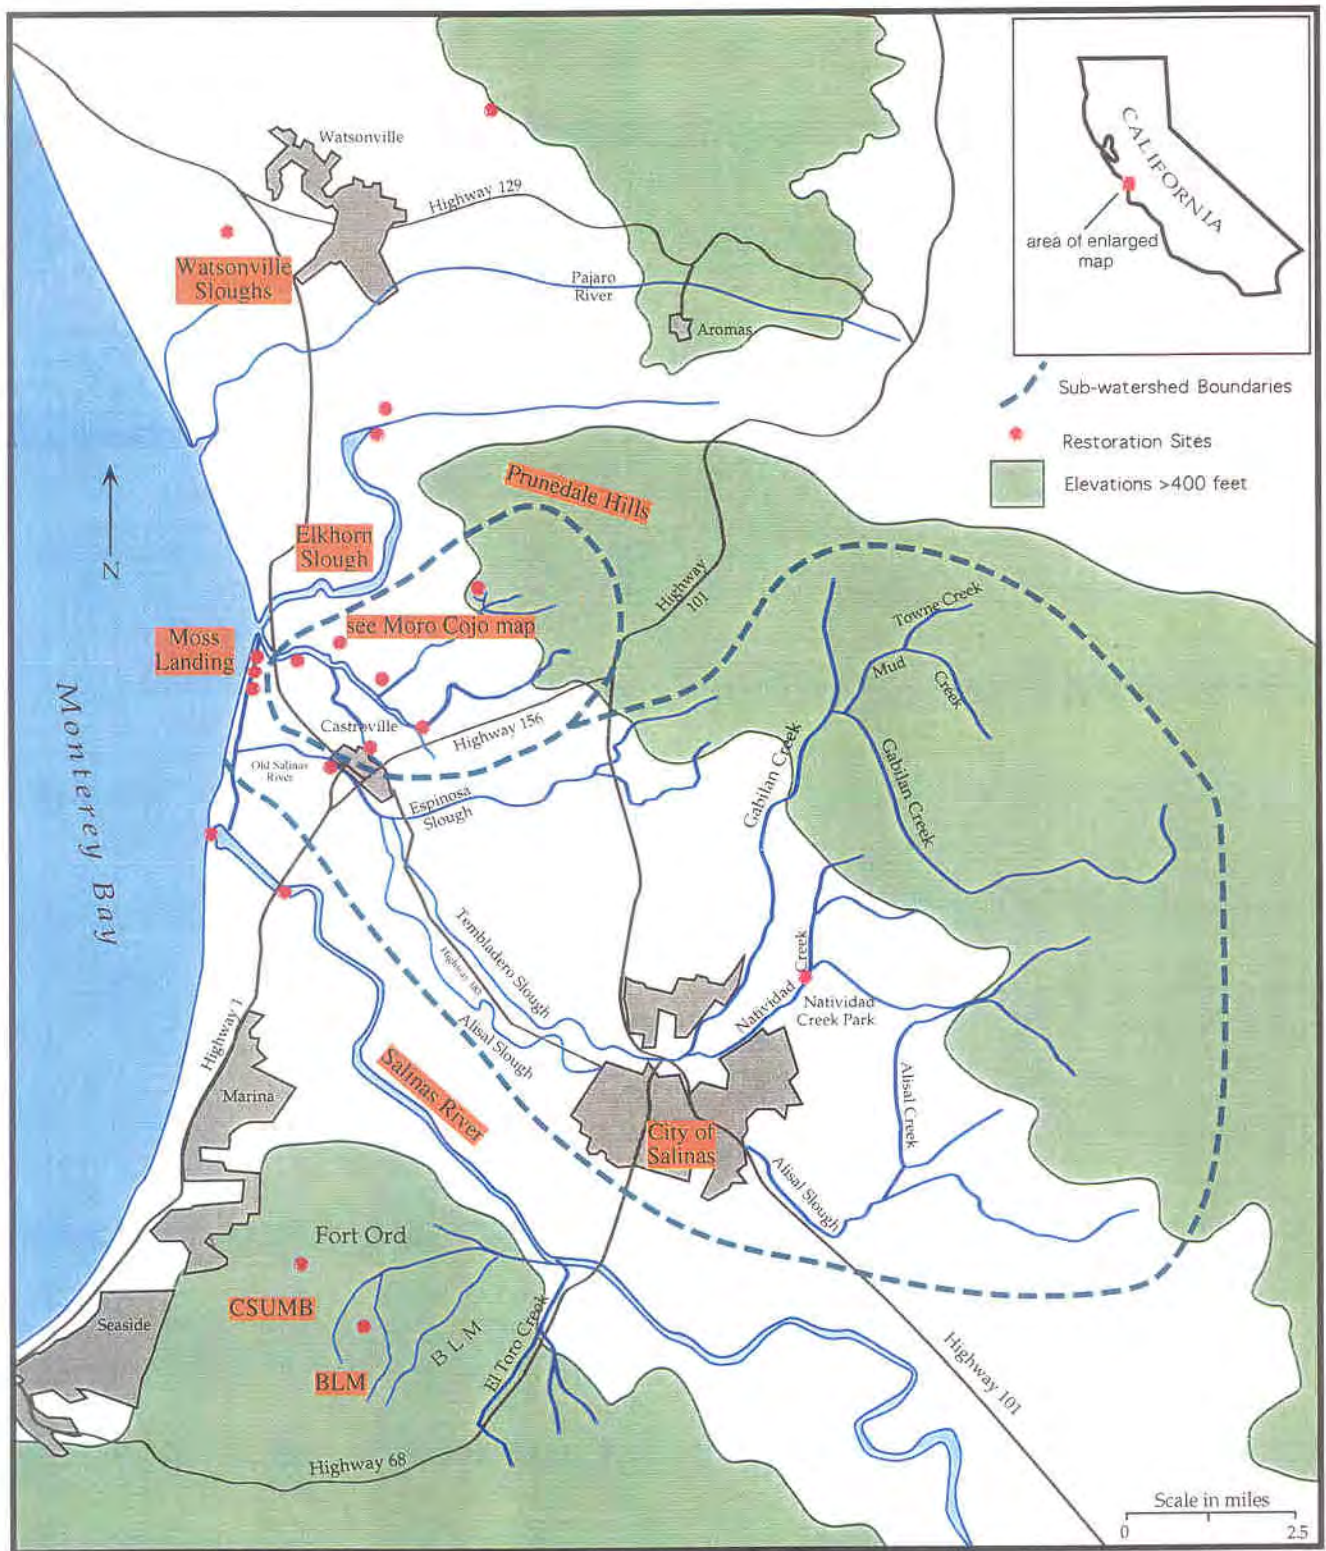 Watsonville
Highway 129
Watsonville
Sloughs
Pajaro
River
Aromas
CALIFORNIA
area of enlarged
map
Sub-watershed Boundaries
Restoration Sites
Elevations >400 feet
N
Prunedale Hills
Elkhorn
Slough
Highway
101
see Moro Cojo map
Moss
Landing
Towne Creek
Mud
Creek
Monterey Bay
Castroville
Highway 156
Old Salinas
River
Espinosa
Slough
Gabilan Creek
Gabilan Creek
Tembladero Slough
Highway 183
Alisal Slough
Natividad Creek
Natividad
Creek Park
Highway 1
Marina
Salinas River
Alisal Creek
City of
Salinas
Alisal Slough
Fort Ord
CSUMB
Seaside
BLM
BLM
El Toro Creek
Highway 101
Highway 68
Scale in miles
0
2.5